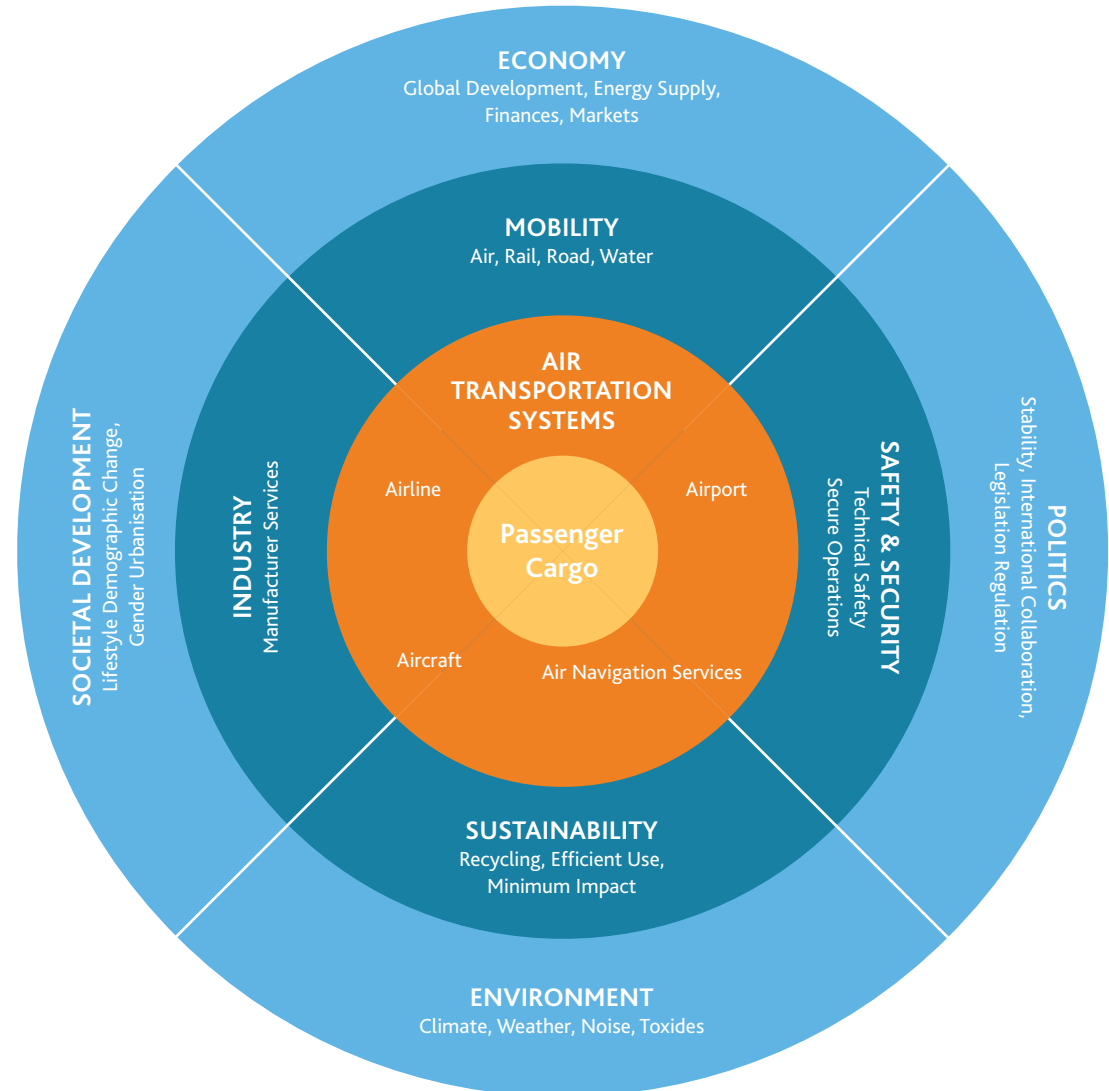 ECONOMY
Global Development, Energy Supply,
Finances, Markets
MOBILITY
Air, Rail, Road, Water
AIR
TRANSPORTATION
SYSTEMS
Airline
Airport
Passenger
Cargo
Aircraft
Air Navigation Services
SOCIETAL DEVELOPMENT
Lifestyle Demographic Change,
Gender Urbanisation
INDUSTRY
Manufacturer Services
SAFETY & SECURITY
Technical Safety
Secure Operations
POLITICS
Stability, International Collaboration,
Legislation Regulation
SUSTAINABILITY
Recycling, Efficient Use,
Minimum Impact
ENVIRONMENT
Climate, Weather, Noise, Toxides